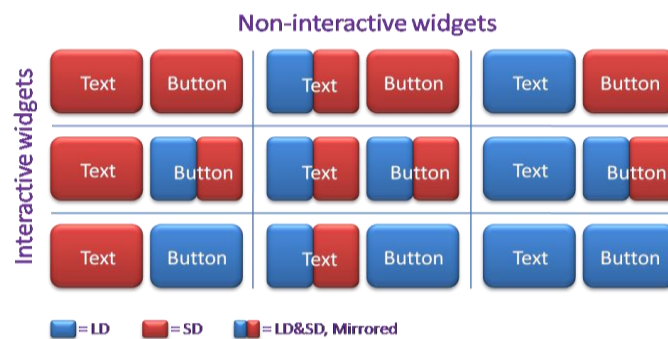 Non-interactive widgets
Interactive widgets
Text Button Text Button Text Button
Text Button Text Button Text Button
Text Button Text Button Text Button
= LD = SD = LD&SD, Mirrored